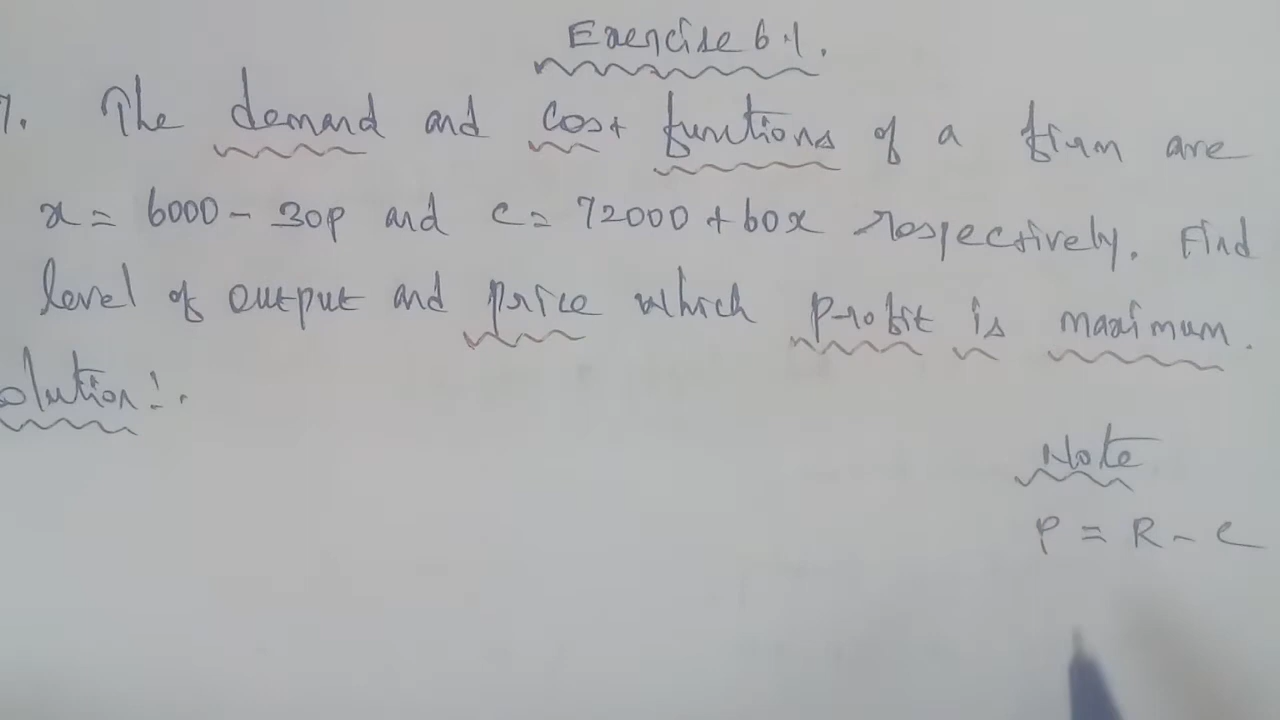 Exercise 6.1.
7. The demand and cost functions of a firm are
x = 6000 - 30p and c = 72000 + 60x respectively. Find
level of output and price which profit is maximum.
olution:.
Note
P = R - C